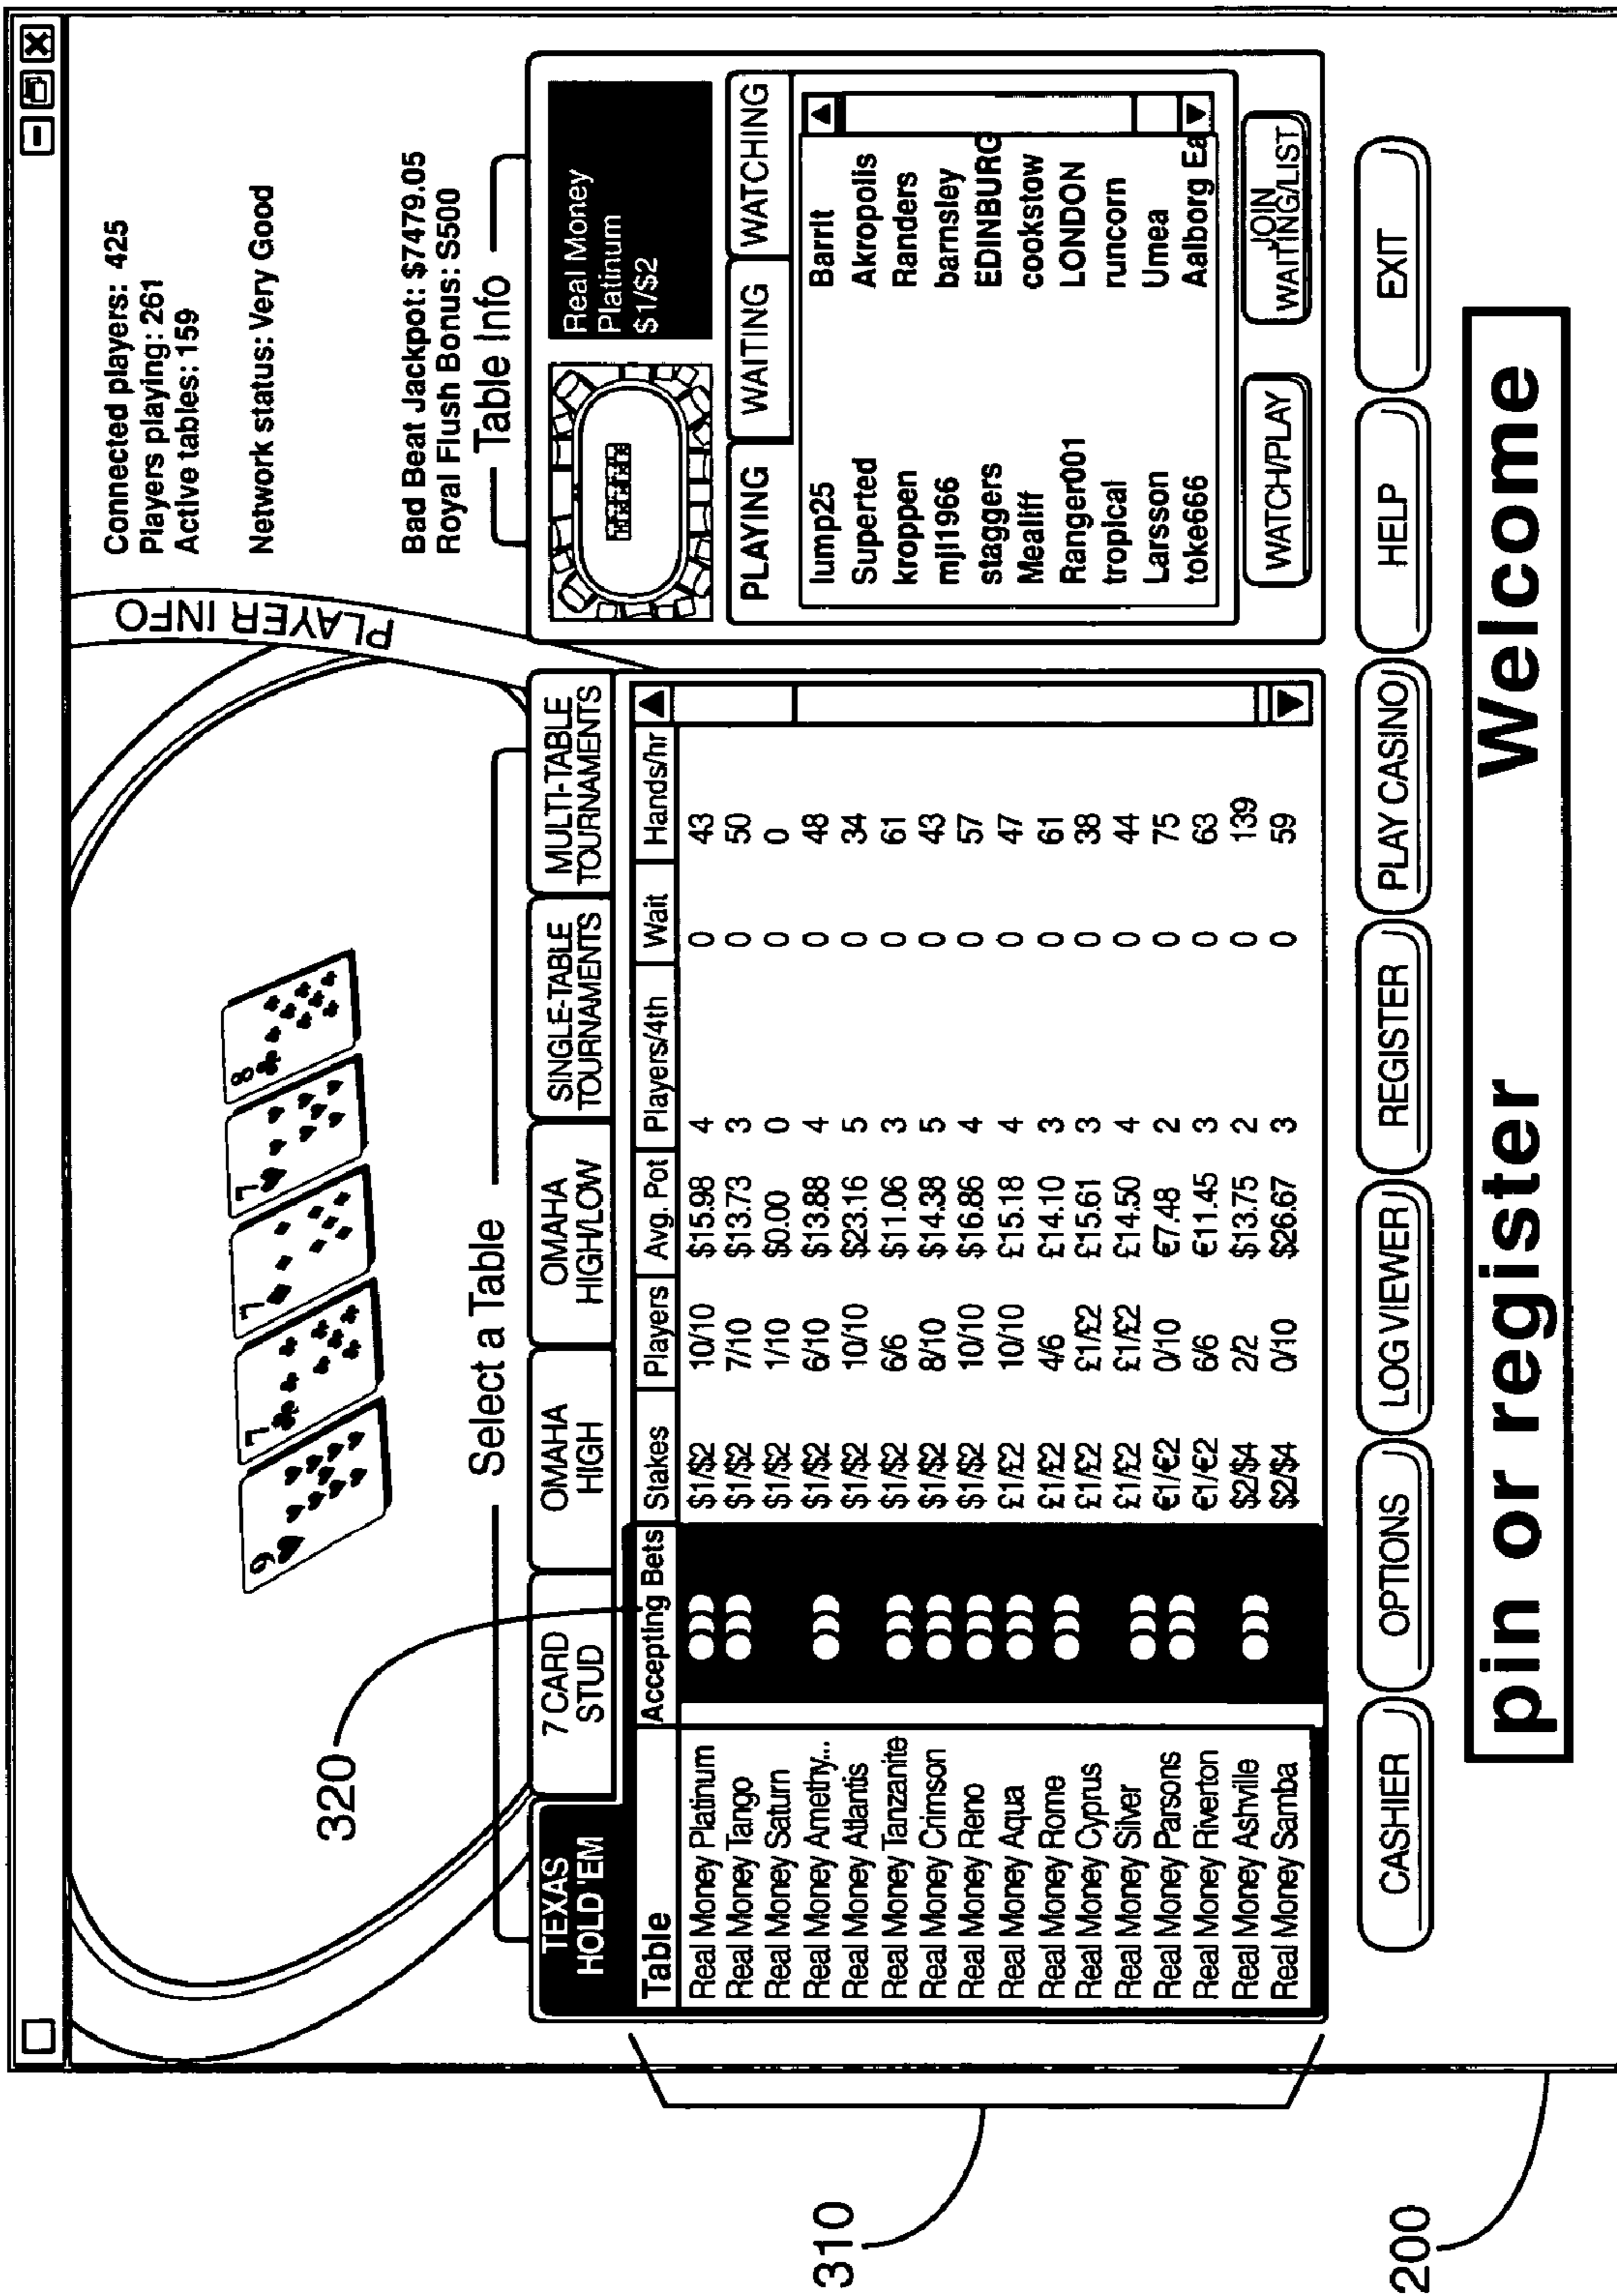 PLAYER INFO
Connected players: 425
Players playing: 261
Active tables: 159
Network status: Very Good
Bad Beat Jackpot: $7479.05
Royal Flush Bonus: S500
9 7 7 7 8
320
Select a Table
Table Info
TEXAS HOLD 'EM
7 CARD STUD
OMAHA HIGH
OMAHA HIGH/LOW
SINGLE-TABLE TOURNAMENTS
MULTI-TABLE TOURNAMENTS
Table Accepting Bets Stakes Players Avg. Pot Players/4th Wait Hands/hr
Real Money Platinum $1/$2 10/10 $15.98 4 0 43
Real Money Tango $1/$2 7/10 $13.73 3 0 50
Real Money Saturn $1/$2 1/10 $0.00 0 0 0
Real Money Amethy... $1/$2 6/10 $13.88 4 0 48
Real Money Atlantis $1/$2 10/10 $23.16 5 0 34
Real Money Tanzanite $1/$2 6/6 $11.06 3 0 61
Real Money Crimson $1/$2 8/10 $14.38 5 0 43
Real Money Reno $1/$2 10/10 $16.86 4 0 57
Real Money Aqua £1/£2 10/10 £15.18 4 0 47
Real Money Rome £1/£2 4/6 £14.10 3 0 61
Real Money Cyprus £1/£2 £1/£2 £15.61 3 0 38
Real Money Silver £1/£2 £1/£2 £14.50 4 0 44
Real Money Parsons €1/€2 0/10 €7.48 2 0 75
Real Money Riverton €1/€2 6/6 €11.45 3 0 63
Real Money Ashville $2/$4 2/2 $13.75 2 0 139
Real Money Samba $2/$4 0/10 $26.67 3 0 59
Real Money
Platinum
$1/$2
PLAYING WAITING WATCHING
lump25 Barrit
Superted Akropolis
kroppen Randers
mjl1966 barnsley
staggers EDINBURG
Mealiff cookstow
Ranger001 LONDON
tropical runcorn
Larsson Umea
toke666 Aalborg Ea
WATCH/PLAY
JOIN WAITING/LIST
310
CASHIER OPTIONS LOG VIEWER REGISTER PLAY CASINO HELP EXIT
pin or register Welcome
200